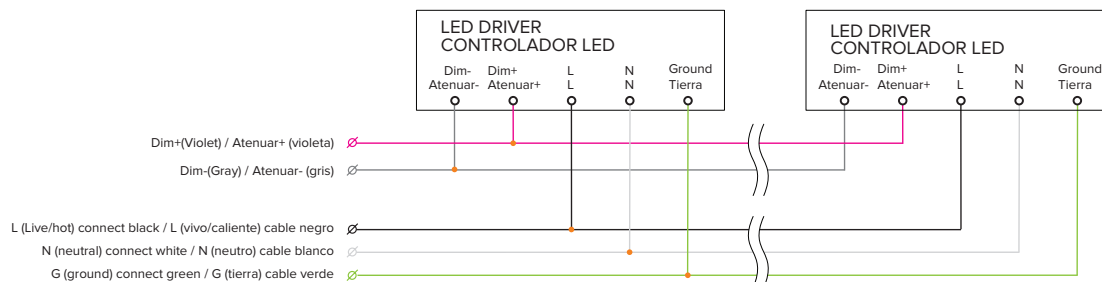 LED DRIVER
CONTROLADOR LED
Dim-
Atenuar-
Dim+
Atenuar+
L
L
N
N
Ground
Tierra
LED DRIVER
CONTROLADOR LED
Dim-
Atenuar-
Dim+
Atenuar+
L
L
N
N
Ground
Tierra
Dim+(Violet) / Atenuar+ (violeta)
Dim-(Gray) / Atenuar- (gris)
L (Live/hot) connect black / L (vivo/caliente) cable negro
N (neutral) connect white / N (neutro) cable blanco
G (ground) connect green / G (tierra) cable verde